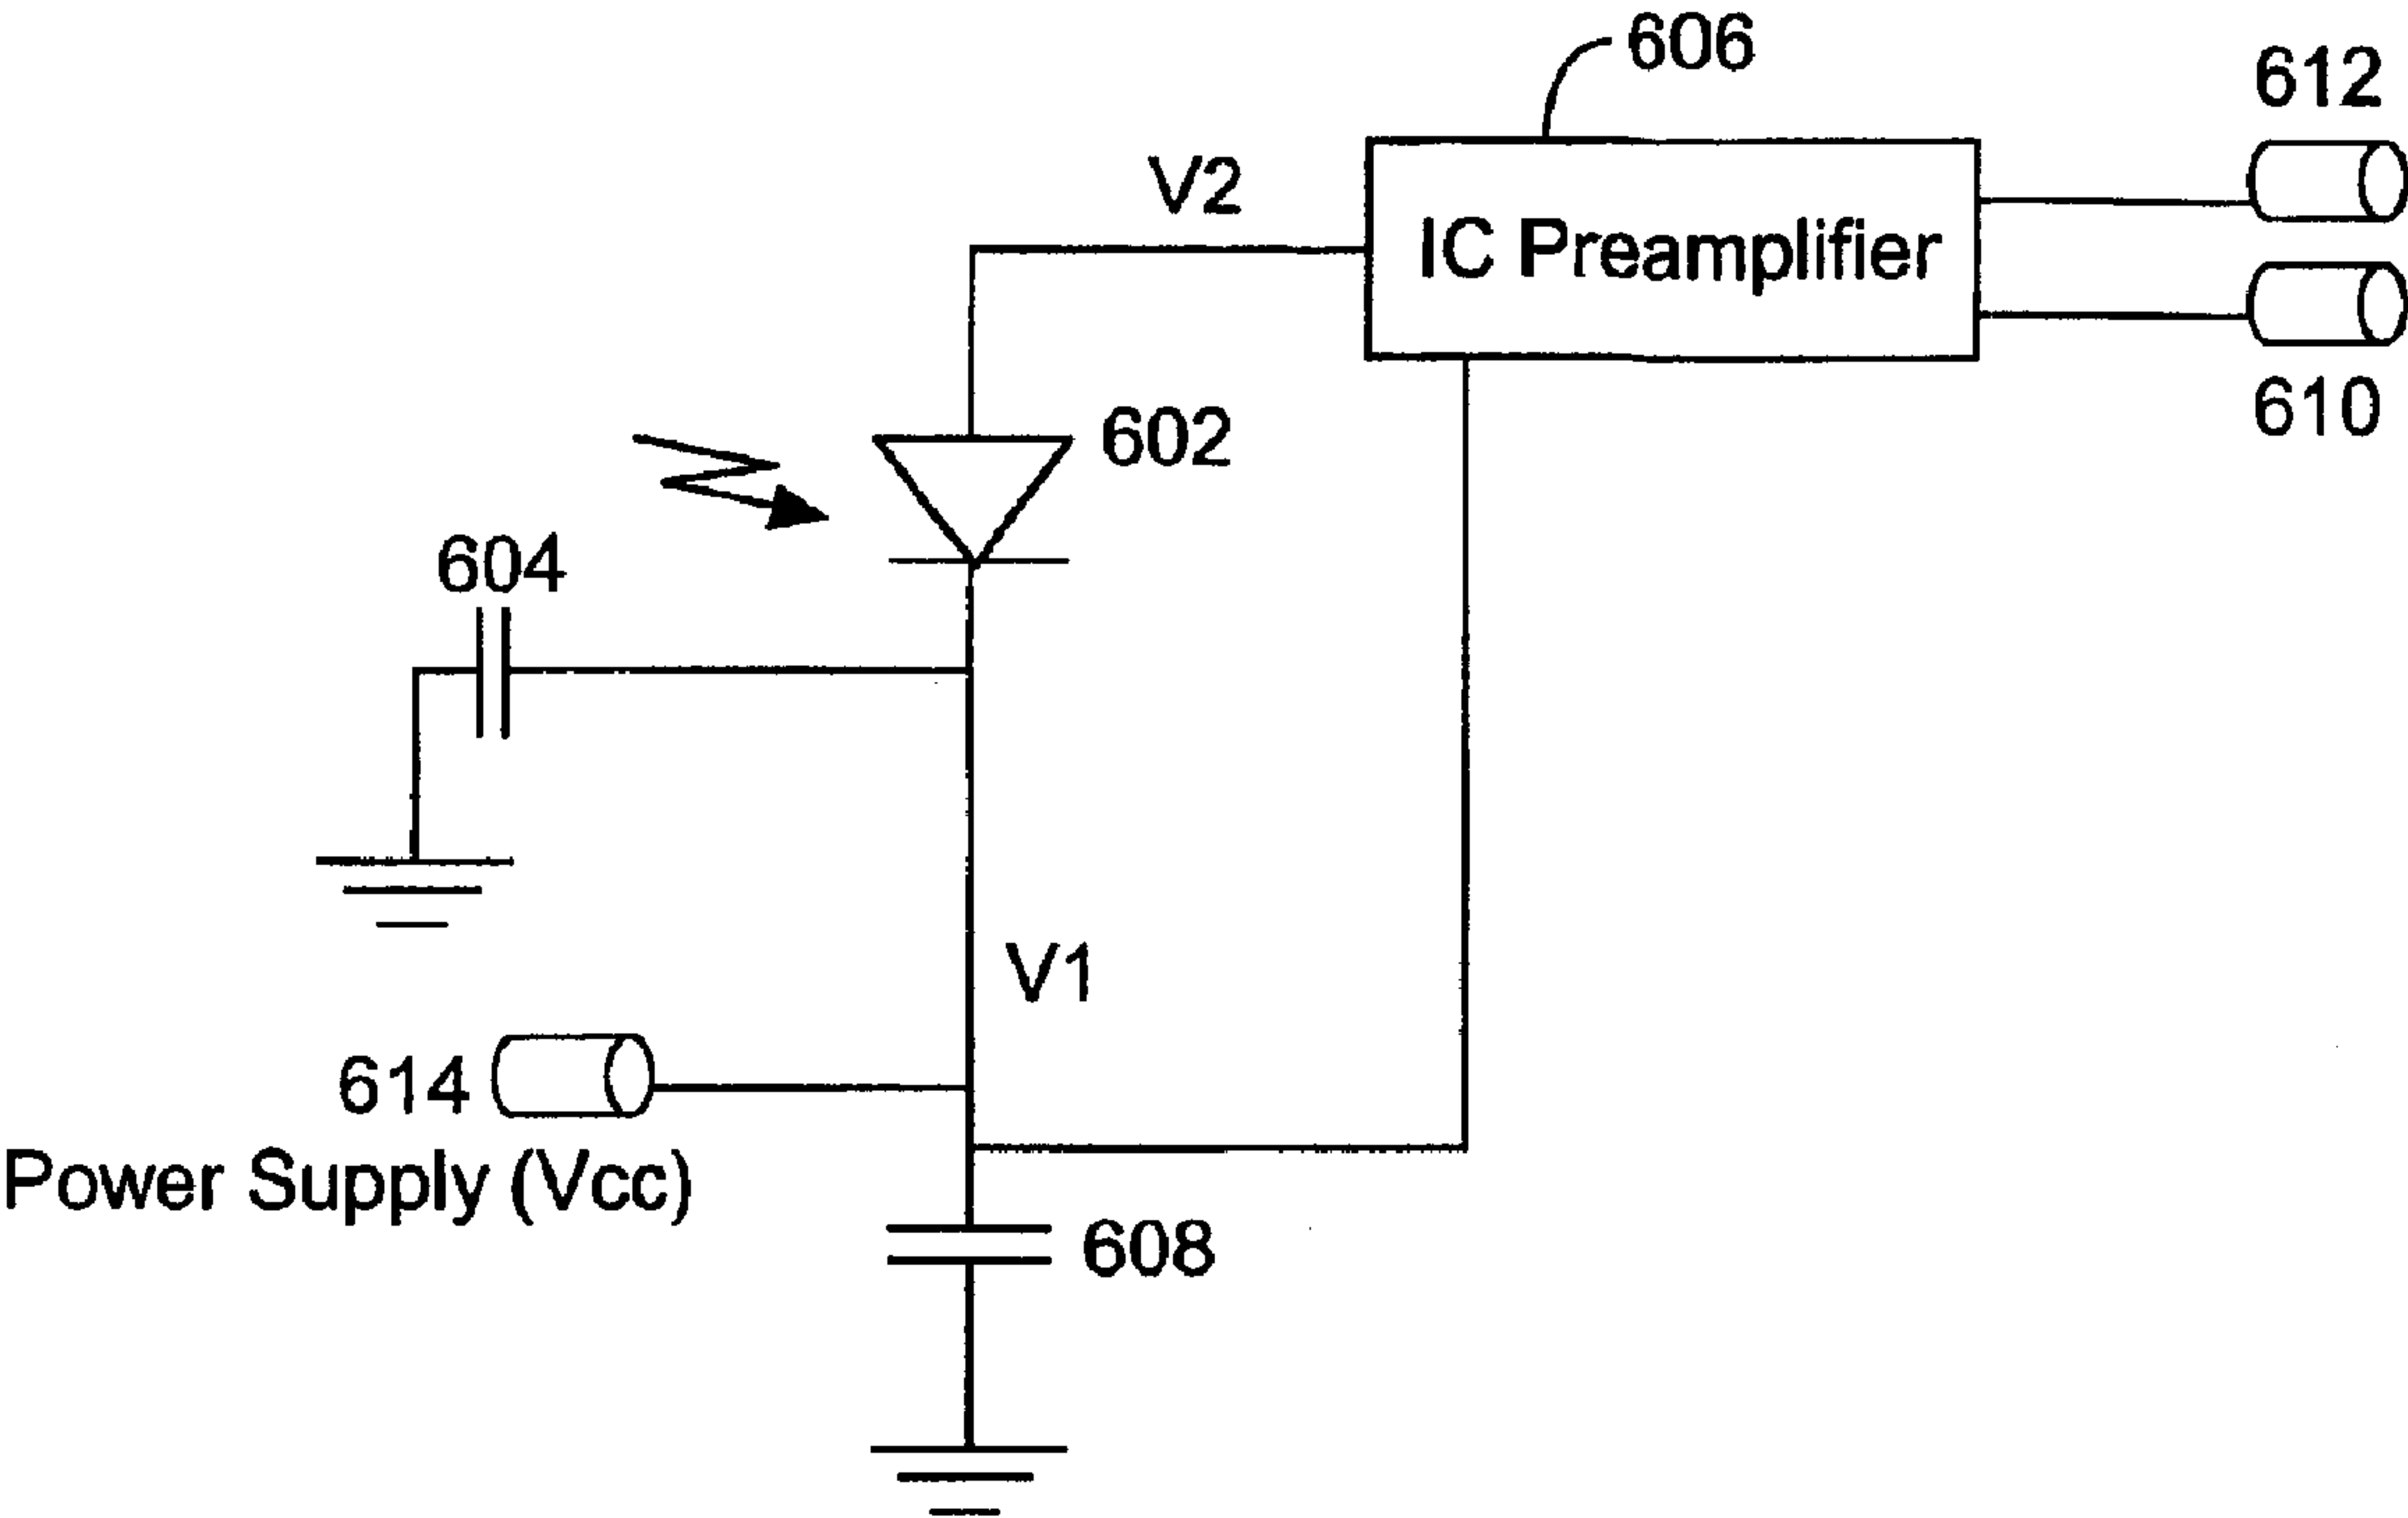 606
612
V2
IC Preamplifier
610
602
604
V1
614
Power Supply (Vcc)
608